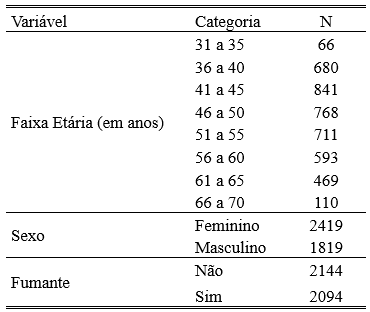 Variável Categoria N
31 a 35 66
36 a 40 680
41 a 45 841
46 a 50 768
Faixa Etária (em anos)
51 a 55 711
56 a 60 593
61 a 65 469
66 a 70 110
Sexo
Feminino 2419
Masculino 1819
Fumante
Não 2144
Sim 2094